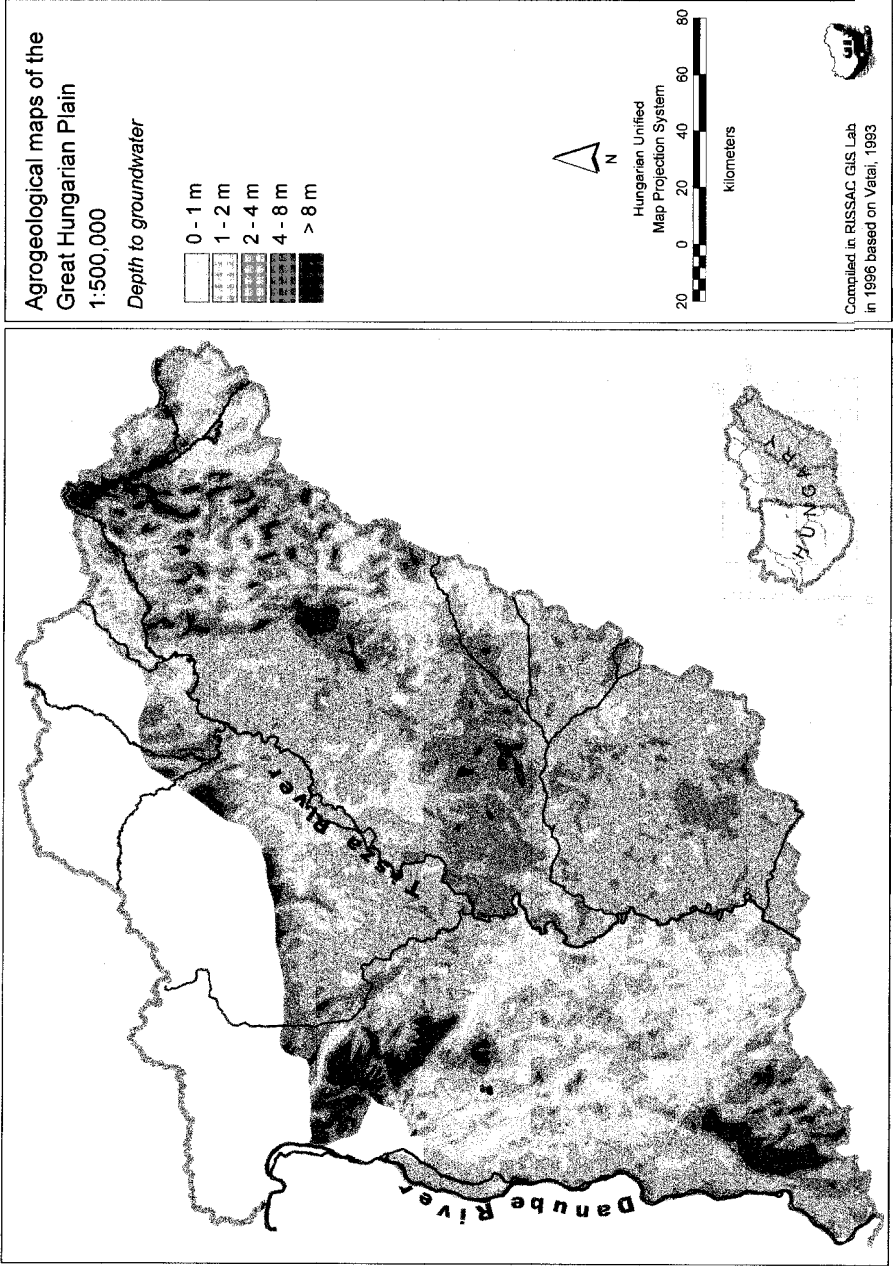 Agrogeological maps of the
Great Hungarian Plain
1:500,000
Depth to groundwater
0 - 1 m
1 - 2 m
2 - 4 m
4 - 8 m
> 8 m
N
Hungarian Unified
Map Projection System
20 0 20 40 60 80
kilometers
Compiled in RISSAC GIS Lab
in 1996 based on Vatai, 1993
Tisza River
Danube River
HUNGARY